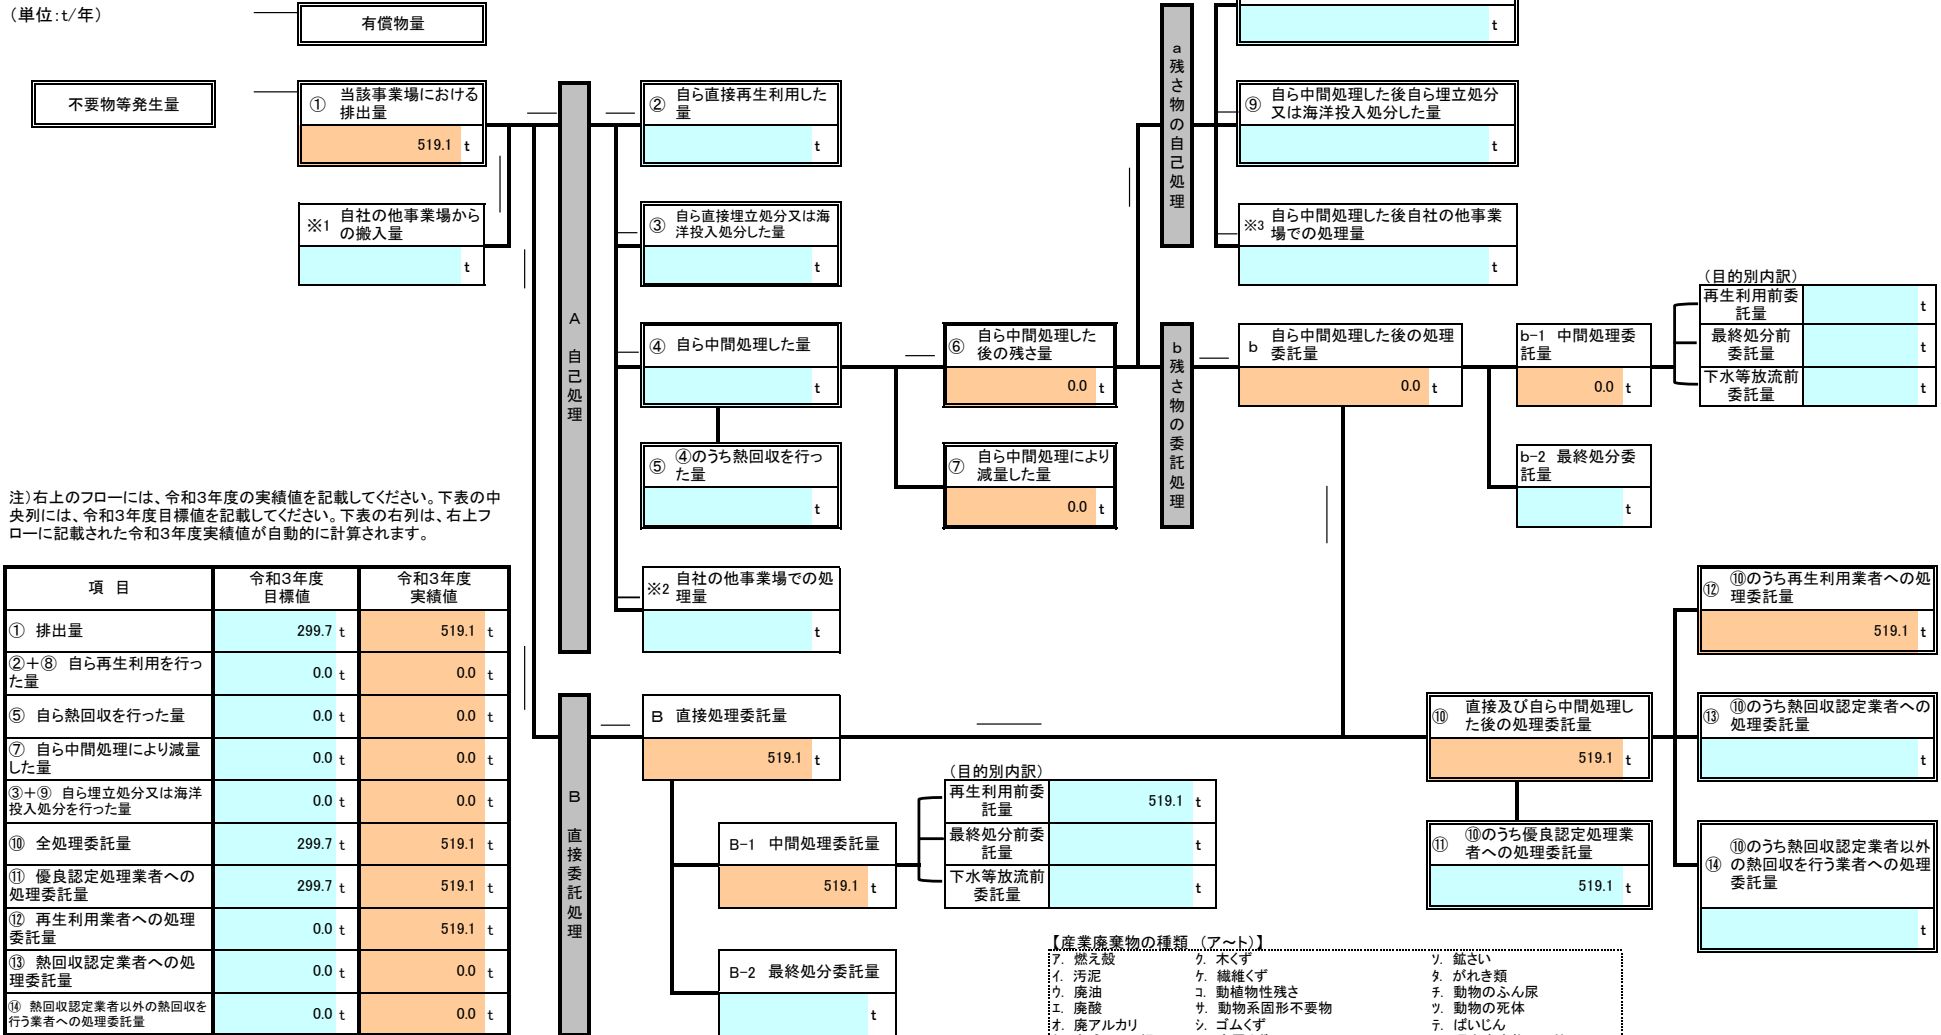 （単位：t/年）
有償物量
t
不要物等発生量
① 当該事業場における
排出量
519.1 t
※1 自社の他事業場から
の搬入量
t
A 自己処理
② 自ら直接再生利用した
量
t
③ 自ら直接埋立処分又は海
洋投入処分した量
t
④ 自ら中間処理した量
t
⑤ ④のうち熱回収を行っ
た量
t
※2 自社の他事業場での処
理量
t
⑥ 自ら中間処理した
後の残さ量
0.0 t
⑦ 自ら中間処理により
減量した量
0.0 t
a 残さ物の自己処理
⑨ 自ら中間処理した後自ら埋立処分
又は海洋投入処分した量
t
※3 自ら中間処理した後自社の他事業
場での処理量
t
b 残さ物の委託処理
b 自ら中間処理した後の処理
委託量
0.0 t
b-1 中間処理委
託量
0.0 t
b-2 最終処分委
託量
t
（目的別内訳）
再生利用前委
託量
t
最終処分前
委託量
t
下水等放流前
委託量
t
注）右上のフローには、令和3年度の実績値を記載してください。下表の中
央列には、令和3年度目標値を記載してください。下表の右列は、右上フ
ローに記載された令和3年度実績値が自動的に計算されます。
項 目 令和3年度 令和3年度
目標値 実績値
① 排出量 299.7 t 519.1 t
②＋⑧ 自ら再生利用を行っ
た量 0.0 t 0.0 t
⑤ 自ら熱回収を行った量 0.0 t 0.0 t
⑦ 自ら中間処理により減量
した量 0.0 t 0.0 t
③＋⑨ 自ら埋立処分又は海洋
投入処分を行った量 0.0 t 0.0 t
⑩ 全処理委託量 299.7 t 519.1 t
⑪ 優良認定処理業者への
処理委託量 299.7 t 519.1 t
⑫ 再生利用業者への処理
委託量 0.0 t 519.1 t
⑬ 熱回収認定業者への処
理委託量 0.0 t 0.0 t
⑭ 熱回収認定業者以外の熱回収を
行う業者への処理委託量 0.0 t 0.0 t
B 直接委託処理
B 直接処理委託量
519.1 t
B-1 中間処理委託量
519.1 t
B-2 最終処分委託量
t
（目的別内訳）
再生利用前委
託量
519.1 t
最終処分前委
託量
t
下水等放流前
委託量
t
⑩ 直接及び自ら中間処理し
た後の処理委託量
519.1 t
⑪ ⑩のうち優良認定処理業
者への処理委託量
519.1 t
⑫ ⑩のうち再生利用業者への処
理委託量
519.1 t
⑬ ⑩のうち熱回収認定業者への
処理委託量
t
⑭ ⑩のうち熱回収認定業者以外
の熱回収を行う業者への処理
委託量
t
【産業廃棄物の種類 （ア～ト）】
ア. 燃え殻 ク. 木くず ソ. 鉱さい
イ. 汚泥 ケ. 繊維くず タ. がれき類
ウ. 廃油 コ. 動植物性残さ チ. 動物のふん尿
エ. 廃酸 サ. 動物系固形不要物 ツ. 動物の死体
オ. 廃アルカリ シ. ゴムくず テ. ばいじん